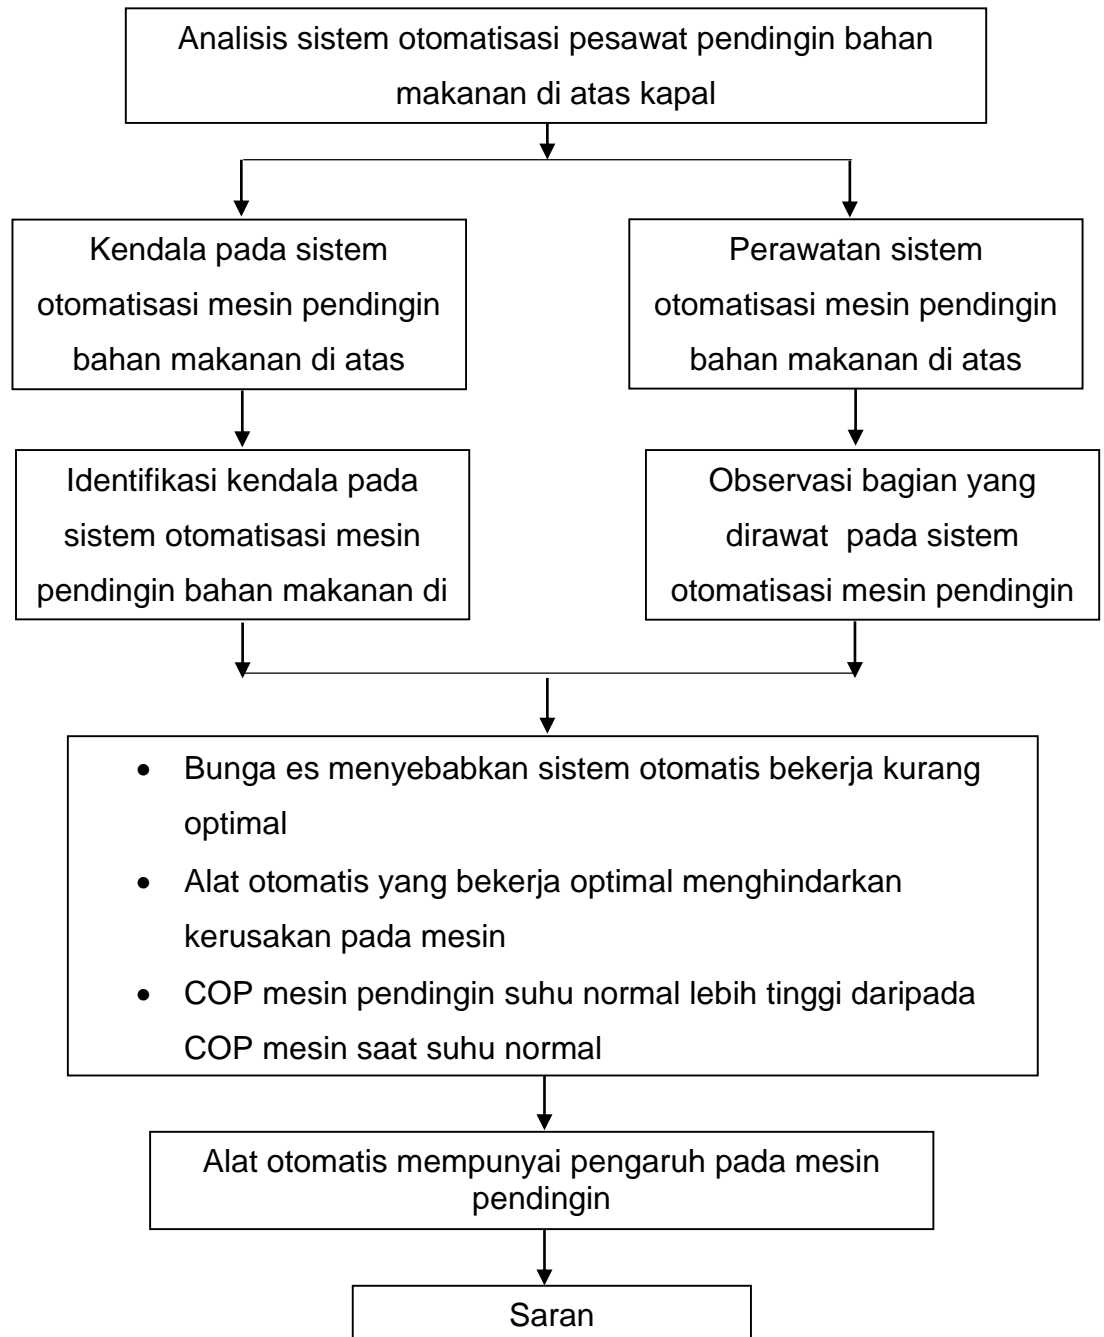 Analisis sistem otomatisasi pesawat pendingin bahan
makanan di atas kapal
Kendala pada sistem
otomatisasi mesin pendingin
bahan makanan di atas
Perawatan sistem
otomatisasi mesin pendingin
bahan makanan di atas
Identifikasi kendala pada
sistem otomatisasi mesin
pendingin bahan makanan di
Observasi bagian yang
dirawat pada sistem
otomatisasi mesin pendingin
• Bunga es menyebabkan sistem otomatis bekerja kurang
optimal
• Alat otomatis yang bekerja optimal menghindarkan
kerusakan pada mesin
• COP mesin pendingin suhu normal lebih tinggi daripada
COP mesin saat suhu normal
Alat otomatis mempunyai pengaruh pada mesin
pendingin
Saran